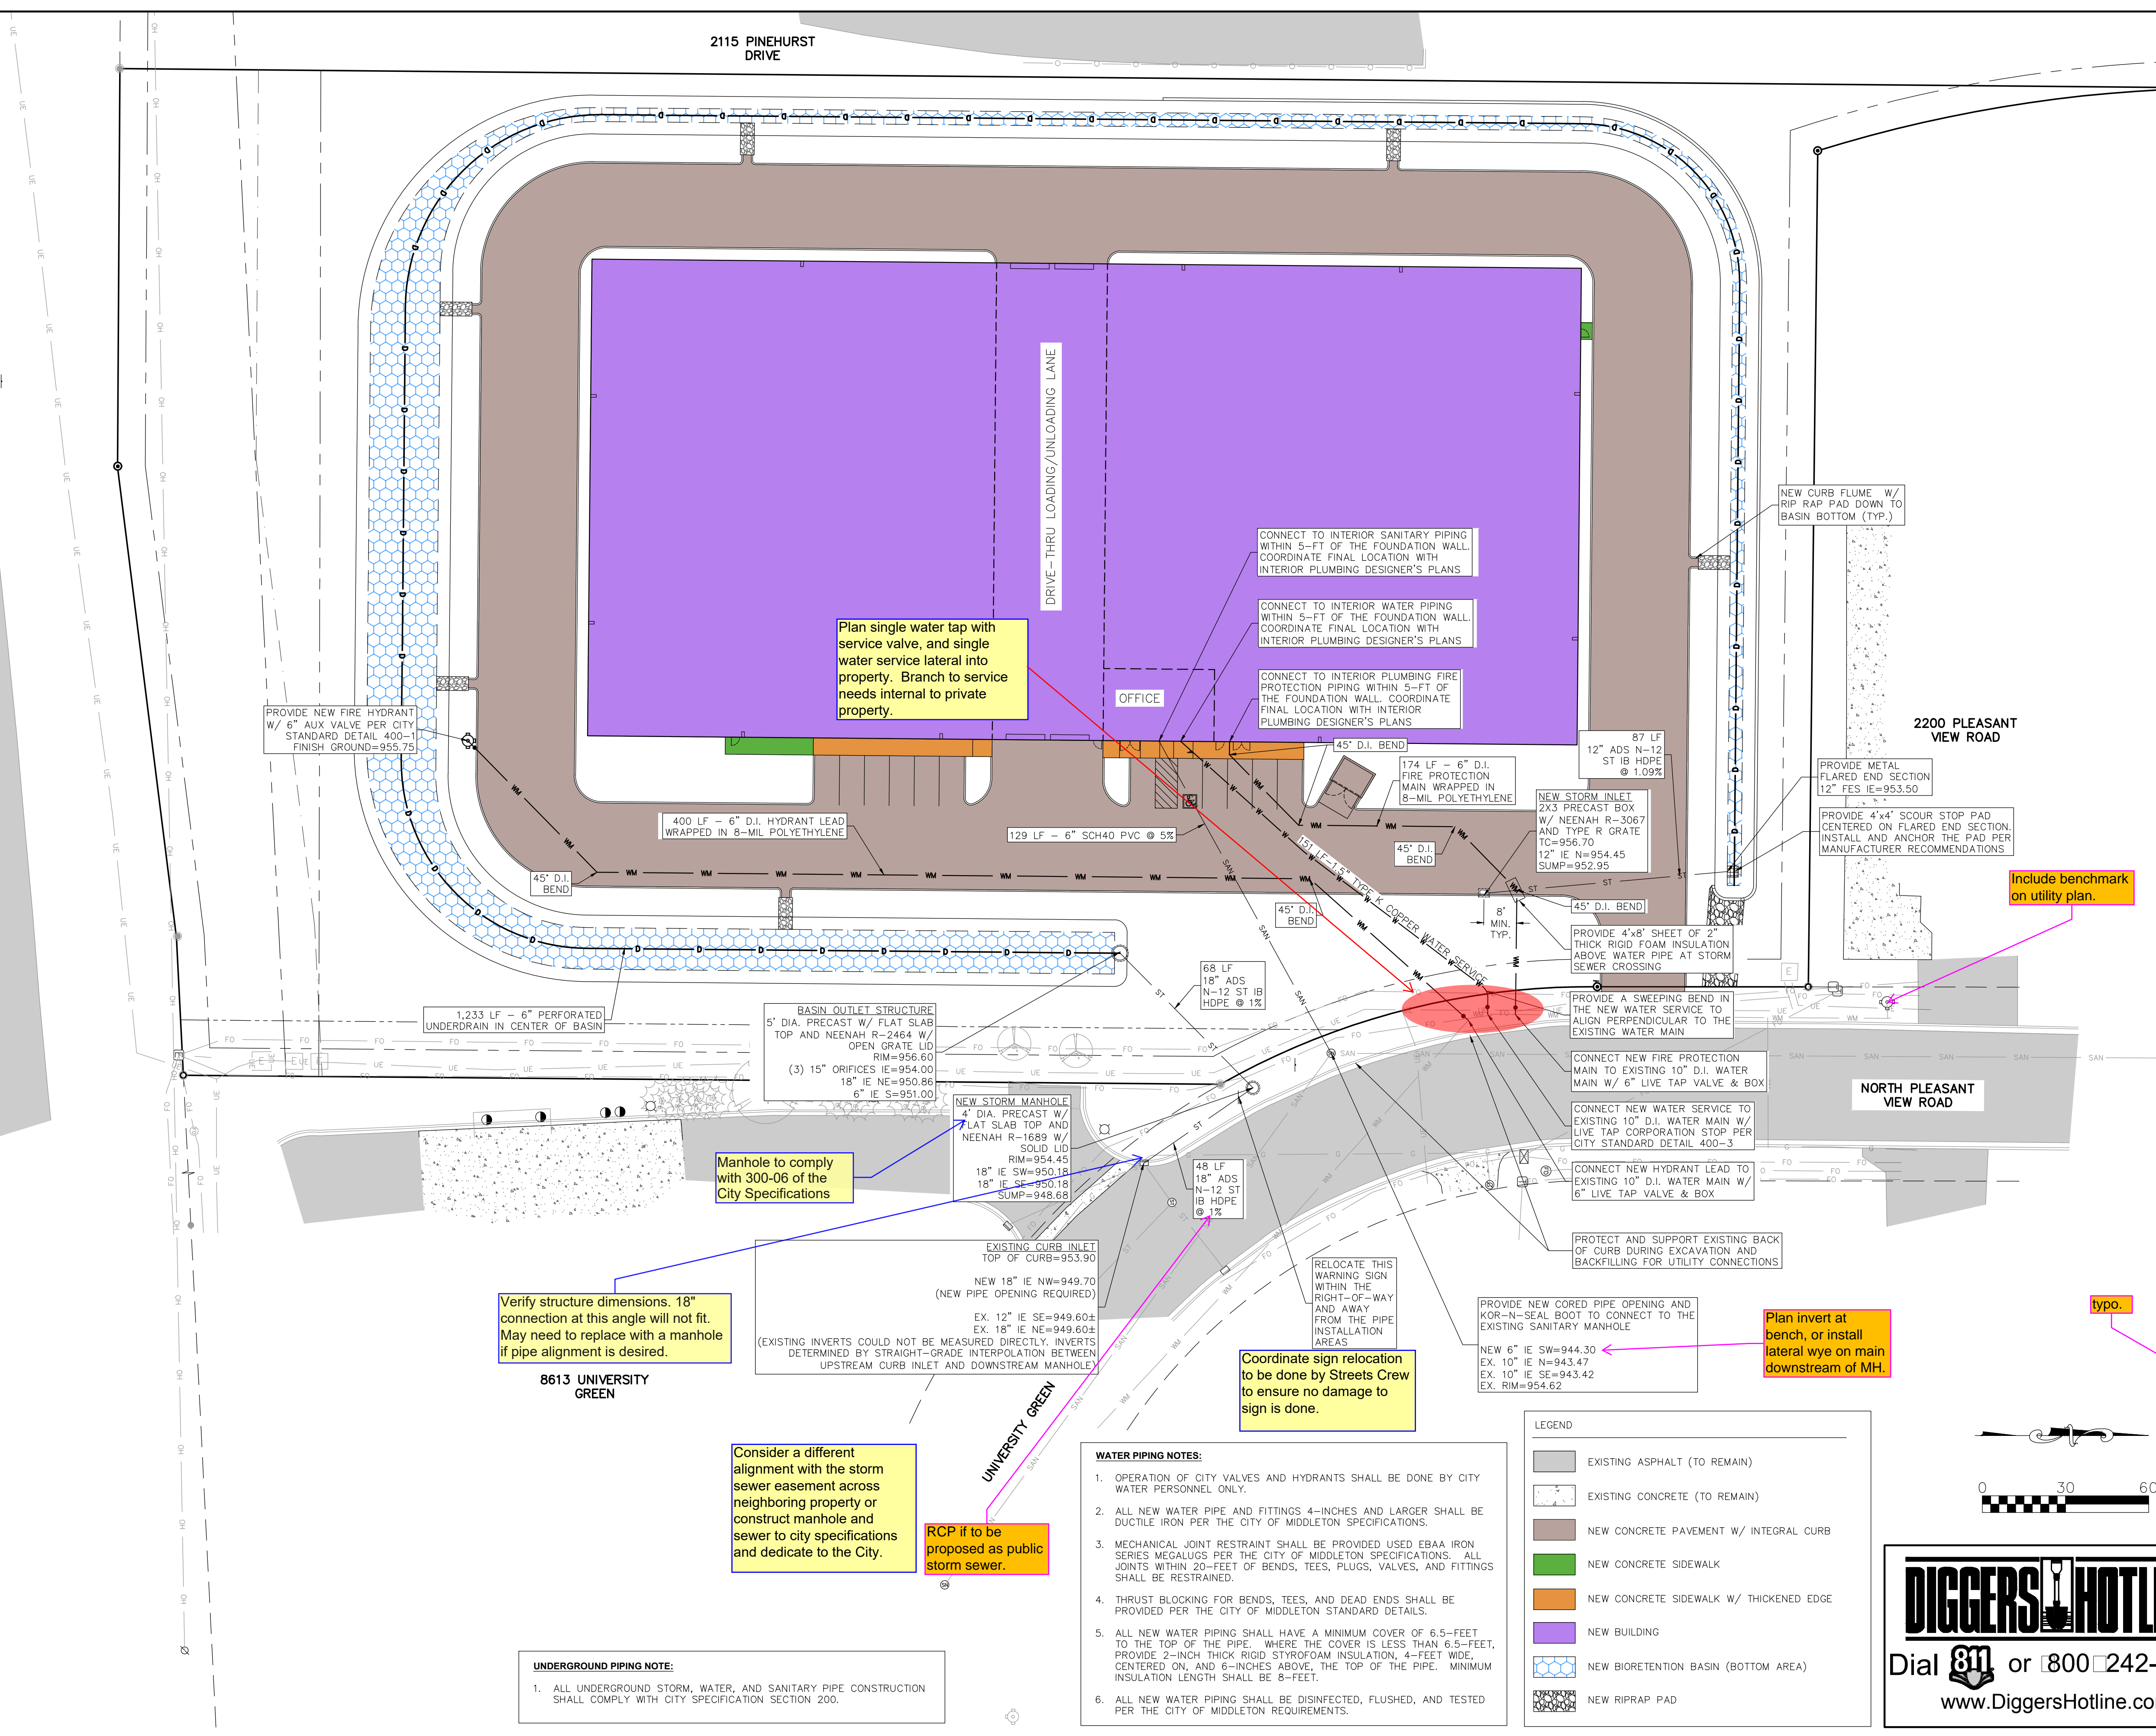 2115 PINEHURST
DRIVE
DRIVE-THRU LOADING/UNLOADING LANE
OFFICE
CONNECT TO INTERIOR SANITARY PIPING
WITHIN 5-FT OF THE FOUNDATION WALL.
COORDINATE FINAL LOCATION WITH
INTERIOR PLUMBING DESIGNER'S PLANS
CONNECT TO INTERIOR WATER PIPING
WITHIN 5-FT OF THE FOUNDATION WALL.
COORDINATE FINAL LOCATION WITH
INTERIOR PLUMBING DESIGNER'S PLANS
CONNECT TO INTERIOR PLUMBING FIRE
PROTECTION PIPING WITHIN 5-FT OF
THE FOUNDATION WALL. COORDINATE
FINAL LOCATION WITH INTERIOR
PLUMBING DESIGNER'S PLANS
NEW CURB FLUME W/
RIP RAP PAD DOWN TO
BASIN BOTTOM (TYP.)
Plan single water tap with
service valve, and single
water service lateral into
property. Branch to service
needs internal to private
property.
PROVIDE NEW FIRE HYDRANT
W/ 6" AUX VALVE PER CITY
STANDARD DETAIL 400-1
FINISH GROUND=955.75
2200 PLEASANT
VIEW ROAD
45° D.I. BEND
174 LF - 6" D.I.
FIRE PROTECTION
MAIN WRAPPED IN
8-MIL POLYETHYLENE
87 LF
12" ADS N-12
ST IB HDPE
@ 1.09%
PROVIDE METAL
FLARED END SECTION
12" FES IE=953.50
PROVIDE 4'x4' SCOUR STOP PAD
CENTERED ON FLARED END SECTION.
INSTALL AND ANCHOR THE PAD PER
MANUFACTURER RECOMMENDATIONS
NEW STORM INLET
2X3 PRECAST BOX
W/ NEENAH R-3067
AND TYPE R GRATE
TC=956.70
12" IE N=954.45
SUMP=952.95
400 LF - 6" D.I. HYDRANT LEAD
WRAPPED IN 8-MIL POLYETHYLENE
129 LF - 6" SCH40 PVC @ 5%
151 LF-1.5" TYPE K COPPER WATER SERVICE
45° D.I.
BEND
45° D.I.
BEND
45° D.I.
BEND
8'
MIN.
TYP.
45° D.I. BEND
Include benchmark
on utility plan.
PROVIDE 4'x8' SHEET OF 2"
THICK RIGID FOAM INSULATION
ABOVE WATER PIPE AT STORM
SEWER CROSSING
68 LF
18" ADS
N-12 ST IB
HDPE @ 1%
1,233 LF - 6" PERFORATED
UNDERDRAIN IN CENTER OF BASIN
BASIN OUTLET STRUCTURE
5' DIA. PRECAST W/ FLAT SLAB
TOP AND NEENAH R-2464 W/
OPEN GRATE LID
RIM=956.60
(3) 15" ORIFICES IE=954.00
18" IE NE=950.86
6" IE S=951.00
PROVIDE A SWEEPING BEND IN
THE NEW WATER SERVICE TO
ALIGN PERPENDICULAR TO THE
EXISTING WATER MAIN
CONNECT NEW FIRE PROTECTION
MAIN TO EXISTING 10" D.I. WATER
MAIN W/ 6" LIVE TAP VALVE & BOX
NORTH PLEASANT
VIEW ROAD
CONNECT NEW WATER SERVICE TO
EXISTING 10" D.I. WATER MAIN W/
LIVE TAP CORPORATION STOP PER
CITY STANDARD DETAIL 400-3
CONNECT NEW HYDRANT LEAD TO
EXISTING 10" D.I. WATER MAIN W/
6" LIVE TAP VALVE & BOX
PROTECT AND SUPPORT EXISTING BACK
OF CURB DURING EXCAVATION AND
BACKFILLING FOR UTILITY CONNECTIONS
NEW STORM MANHOLE
4' DIA. PRECAST W/
FLAT SLAB TOP AND
NEENAH R-1689 W/
SOLID LID
RIM=954.45
18" IE SW=950.18
18" IE SE=950.18
SUMP=948.68
Manhole to comply
with 300-06 of the
City Specifications
48 LF
18" ADS
N-12 ST
IB HDPE
@ 1%
EXISTING CURB INLET
TOP OF CURB=953.90
NEW 18" IE NW=949.70
(NEW PIPE OPENING REQUIRED)
EX. 12" IE SE=949.60±
EX. 18" IE NE=949.60±
(EXISTING INVERTS COULD NOT BE MEASURED DIRECTLY. INVERTS
DETERMINED BY STRAIGHT-GRADE INTERPOLATION BETWEEN
UPSTREAM CURB INLET AND DOWNSTREAM MANHOLE)
Verify structure dimensions. 18"
connection at this angle will not fit.
May need to replace with a manhole
if pipe alignment is desired.
8613 UNIVERSITY
GREEN
RELOCATE THIS
WARNING SIGN
WITHIN THE
RIGHT-OF-WAY
AND AWAY
FROM THE PIPE
INSTALLATION
AREAS
PROVIDE NEW CORED PIPE OPENING AND
KOR-N-SEAL BOOT TO CONNECT TO THE
EXISTING SANITARY MANHOLE
NEW 6" IE SW=944.30
EX. 10" IE N=943.47
EX. 10" IE SE=943.42
EX. RIM=954.62
Plan invert at
bench, or install
lateral wye on main
downstream of MH.
typo.
Coordinate sign relocation
to be done by Streets Crew
to ensure no damage to
sign is done.
Consider a different
alignment with the storm
sewer easement across
neighboring property or
construct manhole and
sewer to city specifications
and dedicate to the City.
UNIVERSITY GREEN
RCP if to be
proposed as public
storm sewer.
WATER PIPING NOTES:
1. OPERATION OF CITY VALVES AND HYDRANTS SHALL BE DONE BY CITY
WATER PERSONNEL ONLY.
2. ALL NEW WATER PIPE AND FITTINGS 4-INCHES AND LARGER SHALL BE
DUCTILE IRON PER THE CITY OF MIDDLETON SPECIFICATIONS.
3. MECHANICAL JOINT RESTRAINT SHALL BE PROVIDED USED EBAA IRON
SERIES MEGALUGS PER THE CITY OF MIDDLETON SPECIFICATIONS. ALL
JOINTS WITHIN 20-FEET OF BENDS, TEES, PLUGS, VALVES, AND FITTINGS
SHALL BE RESTRAINED.
4. THRUST BLOCKING FOR BENDS, TEES, AND DEAD ENDS SHALL BE
PROVIDED PER THE CITY OF MIDDLETON STANDARD DETAILS.
5. ALL NEW WATER PIPING SHALL HAVE A MINIMUM COVER OF 6.5-FEET
TO THE TOP OF THE PIPE. WHERE THE COVER IS LESS THAN 6.5-FEET,
PROVIDE 2-INCH THICK RIGID STYROFOAM INSULATION, 4-FEET WIDE,
CENTERED ON, AND 6-INCHES ABOVE, THE TOP OF THE PIPE. MINIMUM
INSULATION LENGTH SHALL BE 8-FEET.
6. ALL NEW WATER PIPING SHALL BE DISINFECTED, FLUSHED, AND TESTED
PER THE CITY OF MIDDLETON REQUIREMENTS.
UNDERGROUND PIPING NOTE:
1. ALL UNDERGROUND STORM, WATER, AND SANITARY PIPE CONSTRUCTION
SHALL COMPLY WITH CITY SPECIFICATION SECTION 200.
LEGEND
EXISTING ASPHALT (TO REMAIN)
EXISTING CONCRETE (TO REMAIN)
NEW CONCRETE PAVEMENT W/ INTEGRAL CURB
NEW CONCRETE SIDEWALK
NEW CONCRETE SIDEWALK W/ THICKENED EDGE
NEW BUILDING
NEW BIORETENTION BASIN (BOTTOM AREA)
NEW RIPRAP PAD
0 30 60
DIGGERS HOTL
Dial 811 or 800 242-
www.DiggersHotline.co